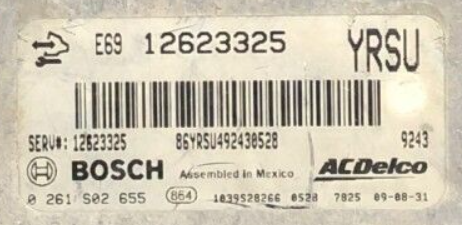 E69 12623325 YRSU
SERV#: 12623325 86YRSU492430528 9243
BOSCH Assembled in Mexico ACDelco
0 261 S02 655 864 1039528266 0528 7825 09-08-31